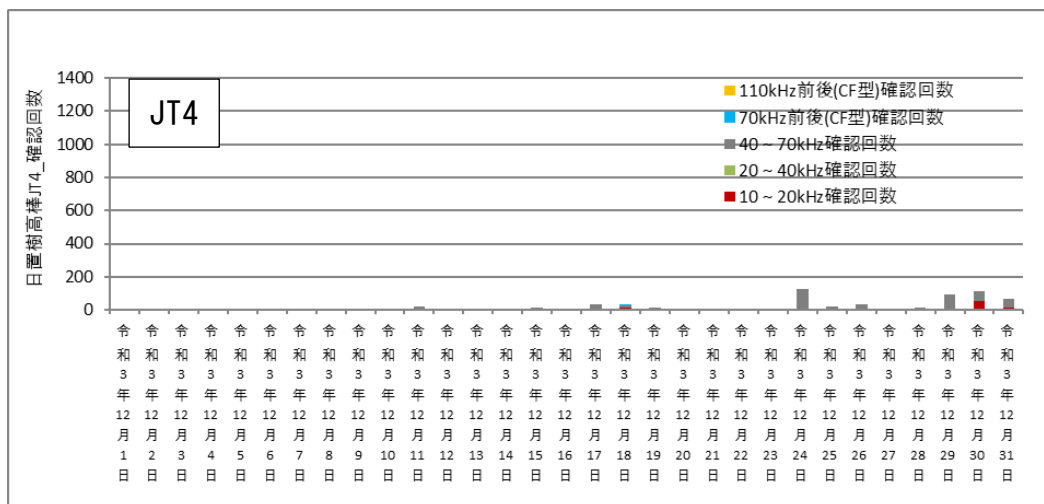 1400
1200
1000
800
600
400
200
0
日置樹高棒JT4_確認回数
JT4
110kHz前後(CF型)確認回数
70kHz前後(CF型)確認回数
40～70kHz確認回数
20～40kHz確認回数
10～20kHz確認回数
令和3年12月1日
令和3年12月2日
令和3年12月3日
令和3年12月4日
令和3年12月5日
令和3年12月6日
令和3年12月7日
令和3年12月8日
令和3年12月9日
令和3年12月10日
令和3年12月11日
令和3年12月12日
令和3年12月13日
令和3年12月14日
令和3年12月15日
令和3年12月16日
令和3年12月17日
令和3年12月18日
令和3年12月19日
令和3年12月20日
令和3年12月21日
令和3年12月22日
令和3年12月23日
令和3年12月24日
令和3年12月25日
令和3年12月26日
令和3年12月27日
令和3年12月28日
令和3年12月29日
令和3年12月30日
令和3年12月31日